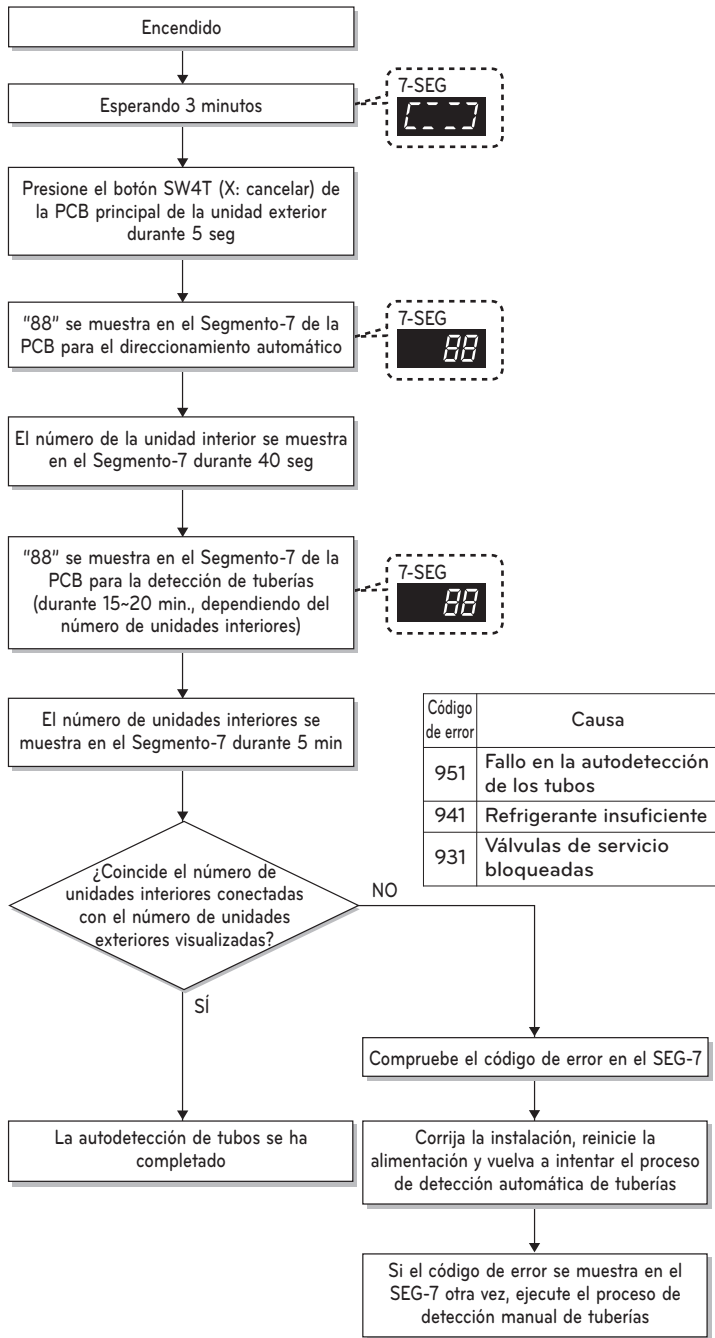 Encendido
Esperando 3 minutos
7-SEG
Presione el botón SW4T (X: cancelar) de
la PCB principal de la unidad exterior
durante 5 seg
"88" se muestra en el Segmento-7 de la
PCB para el direccionamiento automático
7-SEG
88
El número de la unidad interior se muestra
en el Segmento-7 durante 40 seg
"88" se muestra en el Segmento-7 de la
PCB para la detección de tuberías
(durante 15~20 min., dependiendo del
número de unidades interiores)
7-SEG
88
El número de unidades interiores se
muestra en el Segmento-7 durante 5 min
Código
de error
Causa
951
Fallo en la autodetección
de los tubos
941
Refrigerante insuficiente
931
Válvulas de servicio
bloqueadas
¿Coincide el número de
unidades interiores conectadas
con el número de unidades
exteriores visualizadas?
NO
SÍ
Compruebe el código de error en el SEG-7
La autodetección de tubos se ha
completado
Corrija la instalación, reinicie la
alimentación y vuelva a intentar el proceso
de detección automática de tuberías
Si el código de error se muestra en el
SEG-7 otra vez, ejecute el proceso de
detección manual de tuberías